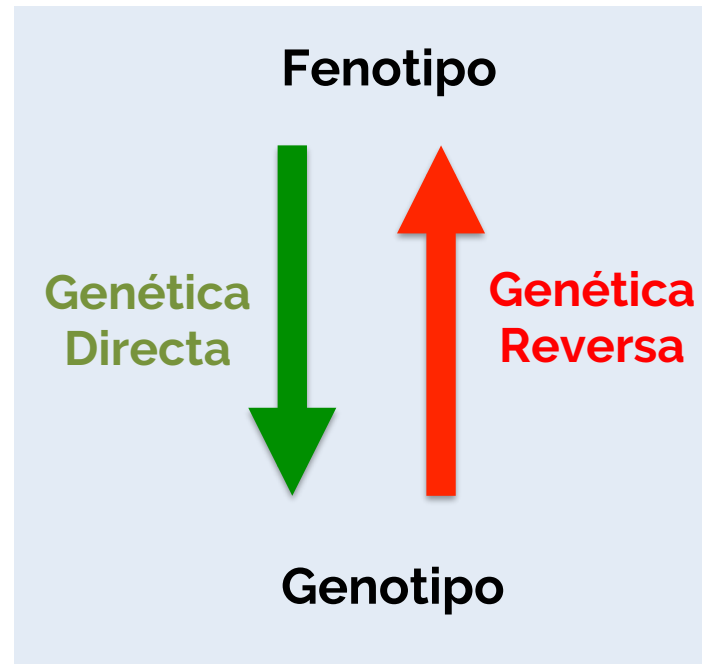 Fenotipo
Genética
Directa
Genética
Reversa
Genotipo